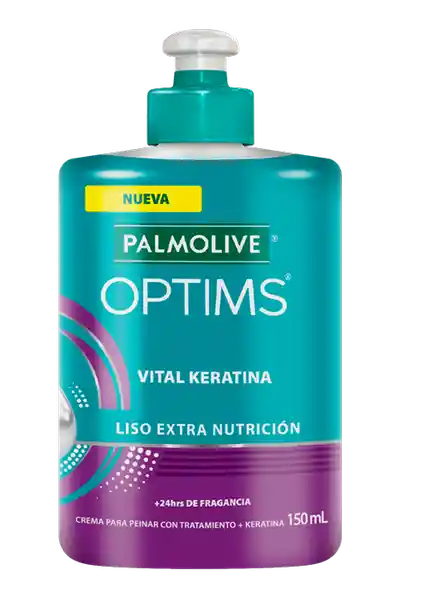 NUEVA
PALMOLIVE®
OPTIMS®
VITAL KERATINA
LISO EXTRA NUTRICIÓN
+24hrs DE FRAGANCIA
CREMA PARA PEINAR CON TRATAMIENTO + KERATINA 150 mL